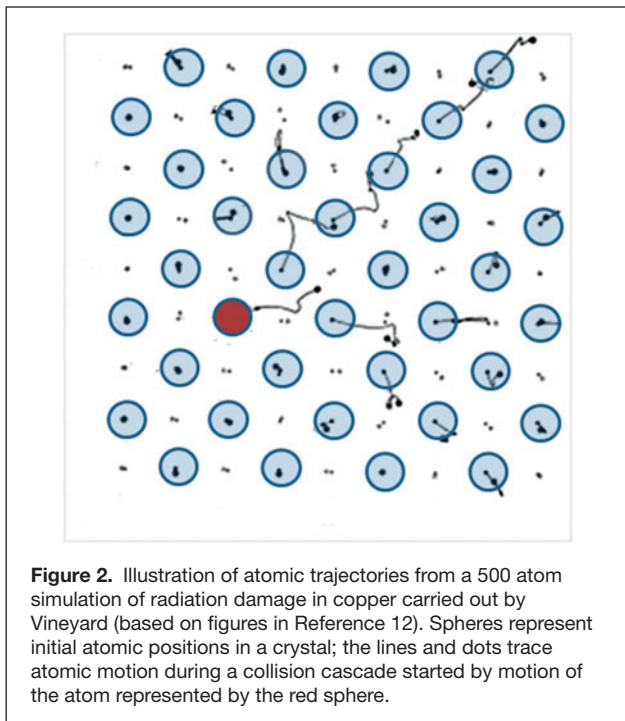 Figure 2. Illustration of atomic trajectories from a 500 atom
simulation of radiation damage in copper carried out by
Vineyard (based on figures in Reference 12). Spheres represent
initial atomic positions in a crystal; the lines and dots trace
atomic motion during a collision cascade started by motion of
the atom represented by the red sphere.